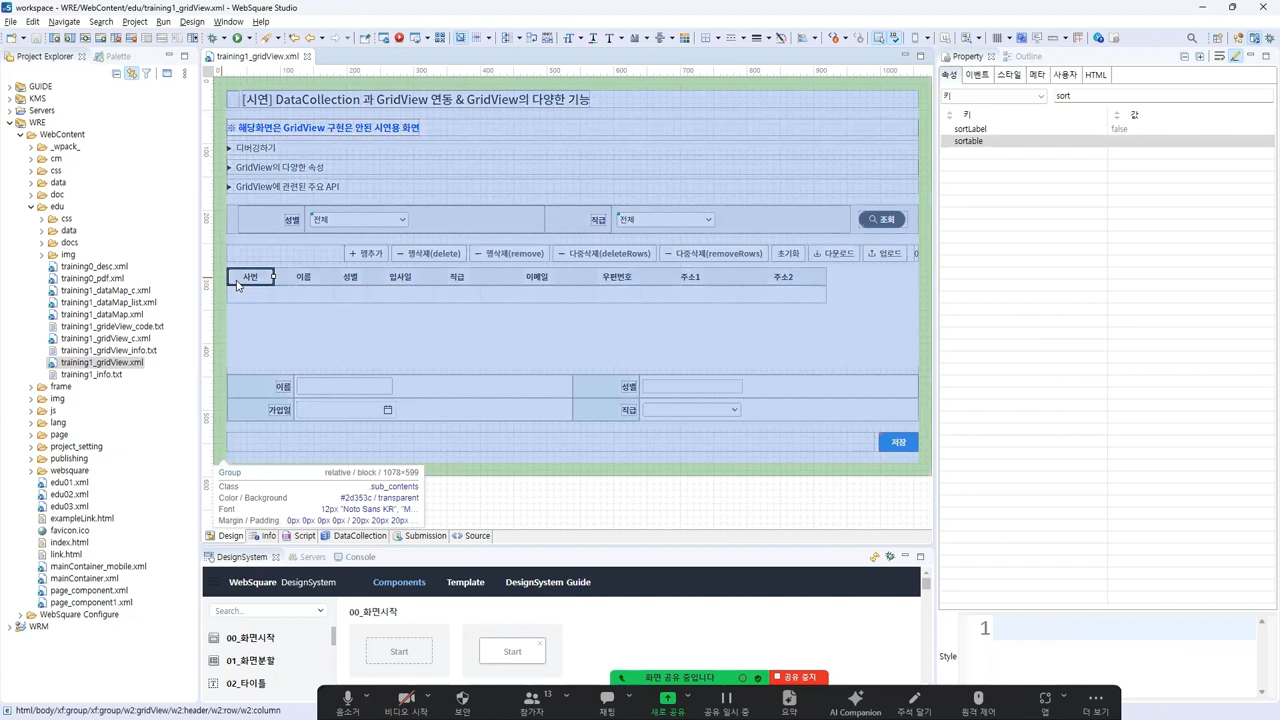 workspace - WRE/WebContent/edu/training1_gridView.xml - WebSquare Studio
File Edit Navigate Search Project Run Design Window Help
Project Explorer Palette
training1_gridView.xml
Property Outline
GUIDE
KMS
Servers
WRE
WebContent
_wpack_
cm
css
data
doc
edu
css
data
docs
img
training0_desc.xml
training0_pdf.xml
training1_dataMap_c.xml
training1_dataMap_list.xml
training1_dataMap.xml
training1_grideView_code.txt
training1_gridView_c.xml
training1_gridView_info.txt
training1_gridView.xml
training1_info.txt
frame
img
js
lang
page
project_setting
publishing
websquare
edu01.xml
edu02.xml
edu03.xml
exampleLink.html
favicon.ico
index.html
link.html
mainContainer_mobile.xml
mainContainer.xml
page_component.xml
page_component1.xml
WebSquare Configure
WRM
0 100 200 300 400 500 600 700 800 900 1000
100
200
300
400
500
600
[시연] DataCollection 과 GridView 연동 & GridView의 다양한 기능
※ 해당화면은 GridView 구현은 안된 시연용 화면
▸ 디버깅하기
▸ GridView의 다양한 속성
▸ GridView에 관련된 주요 API
성별 전체 직급 전체 조회
+ 행추가 − 행삭제(delete) − 행삭제(remove) − 다중삭제(deleteRows) − 다중삭제(removeRows) 초기화 다운로드 업로드
사번 이름 성별 입사일 직급 이메일 우편번호 주소1 주소2
이름 성별
가입일 직급
저장
Group relative / block / 1078×599
Class .sub_contents
Color / Background #2d353c / transparent
Font 12px "Noto Sans KR", "M...
Margin / Padding 0px 0px 0px 0px / 20px 20px 20px ...
Design Info Script DataCollection Submission Source
DesignSystem Servers Console
WebSquare DesignSystem Components Template DesignSystem Guide
Search...
00_화면시작
01_화면분할
02_타이틀
00_화면시작
Start
Start
속성 이벤트 스타일 메타 사용자 HTML
키 sort
키 값
sortLabel false
sortable
1
Style
화면 공유 중입니다 공유 중지
음소거 비디오 시작 보안 참가자 13 채팅 새로 공유 공유 일시 중 요약 AI Companion 주석 달기 원격 제어 앱 더 보기
html/body/xf:group/xf:group/w2:gridView/w2:header/w2:row/w2:column